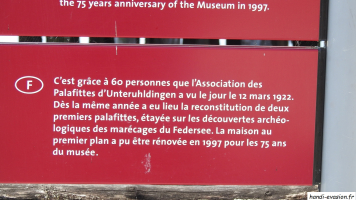 the 75 years anniversary of the Museum in 1997.
F
C'est grâce à 60 personnes que l'Association des
Palafittes d'Unteruhldingen a vu le jour le 12 mars 1922.
Dès la même année a eu lieu la reconstitution de deux
premiers palafittes, étayée sur les découvertes archéo-
logiques des marécages du Federsee. La maison au
premier plan a pu être rénovée en 1997 pour les 75 ans
du musée.
handi-evasion.fr